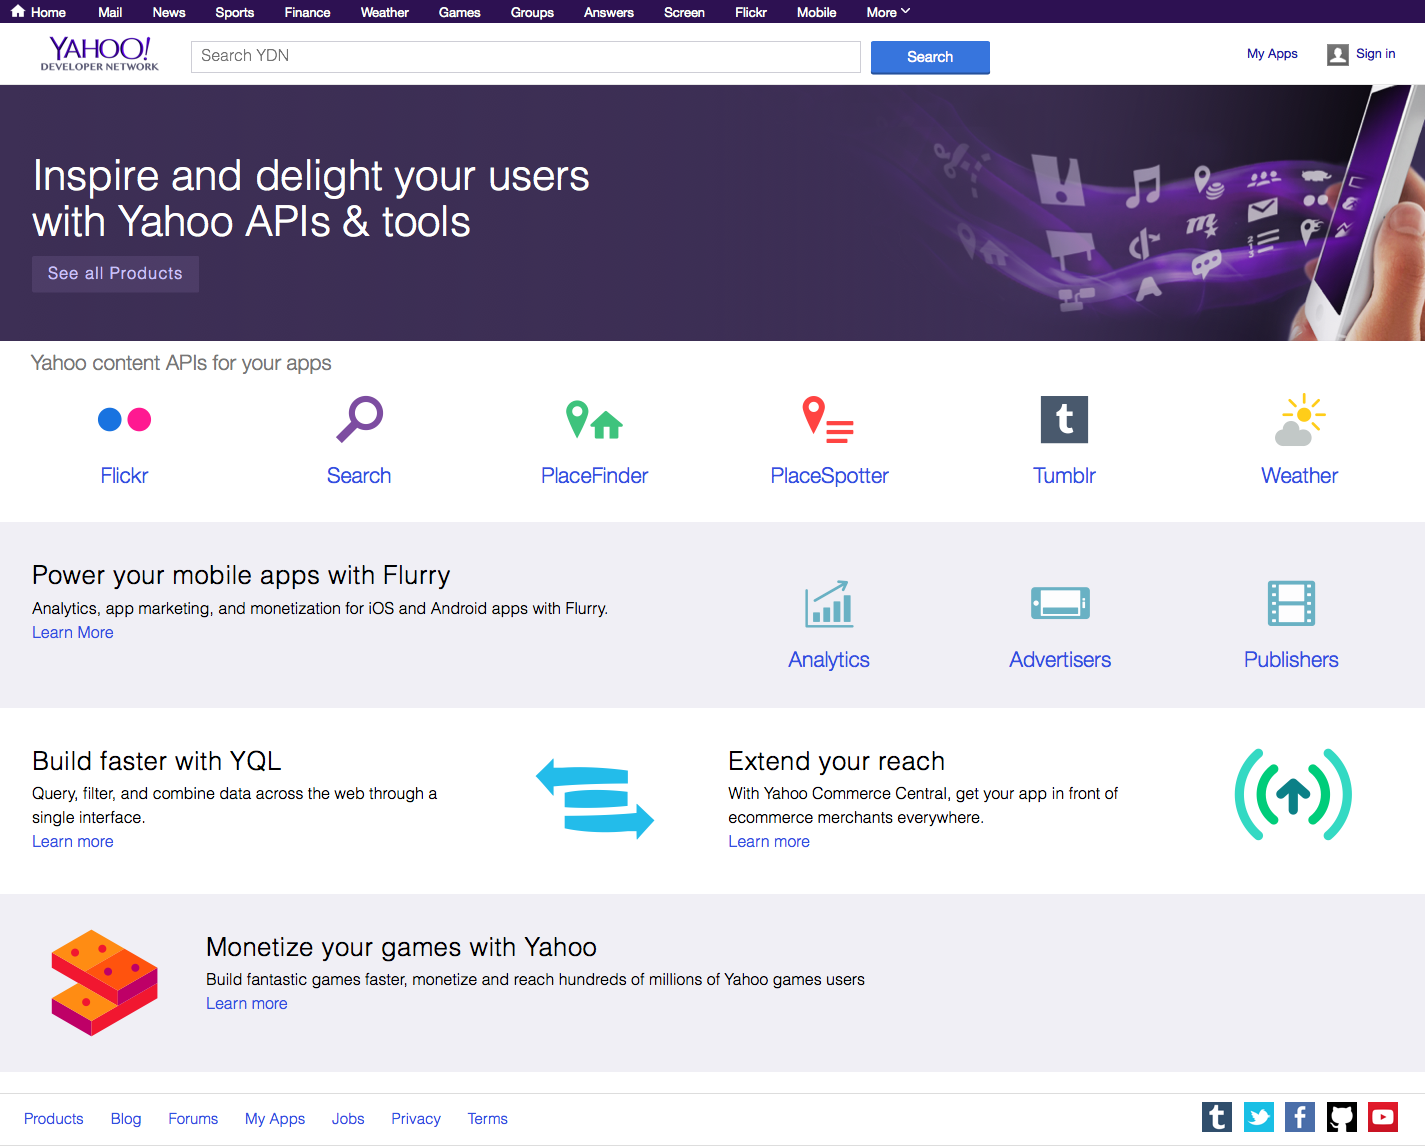 Home Mail News Sports Finance Weather Games Groups Answers Screen Flickr Mobile More
YAHOO!
DEVELOPER NETWORK
Search YDN
Search
My Apps
Sign in
Inspire and delight your users
with Yahoo APIs & tools
See all Products
Yahoo content APIs for your apps
Flickr
Search
PlaceFinder
PlaceSpotter
t
Tumblr
Weather
Power your mobile apps with Flurry
Analytics, app marketing, and monetization for iOS and Android apps with Flurry.
Learn More
Analytics
Advertisers
Publishers
Build faster with YQL
Query, filter, and combine data across the web through a
single interface.
Learn more
Extend your reach
With Yahoo Commerce Central, get your app in front of
ecommerce merchants everywhere.
Learn more
Monetize your games with Yahoo
Build fantastic games faster, monetize and reach hundreds of millions of Yahoo games users
Learn more
Products Blog Forums My Apps Jobs Privacy Terms
t
f